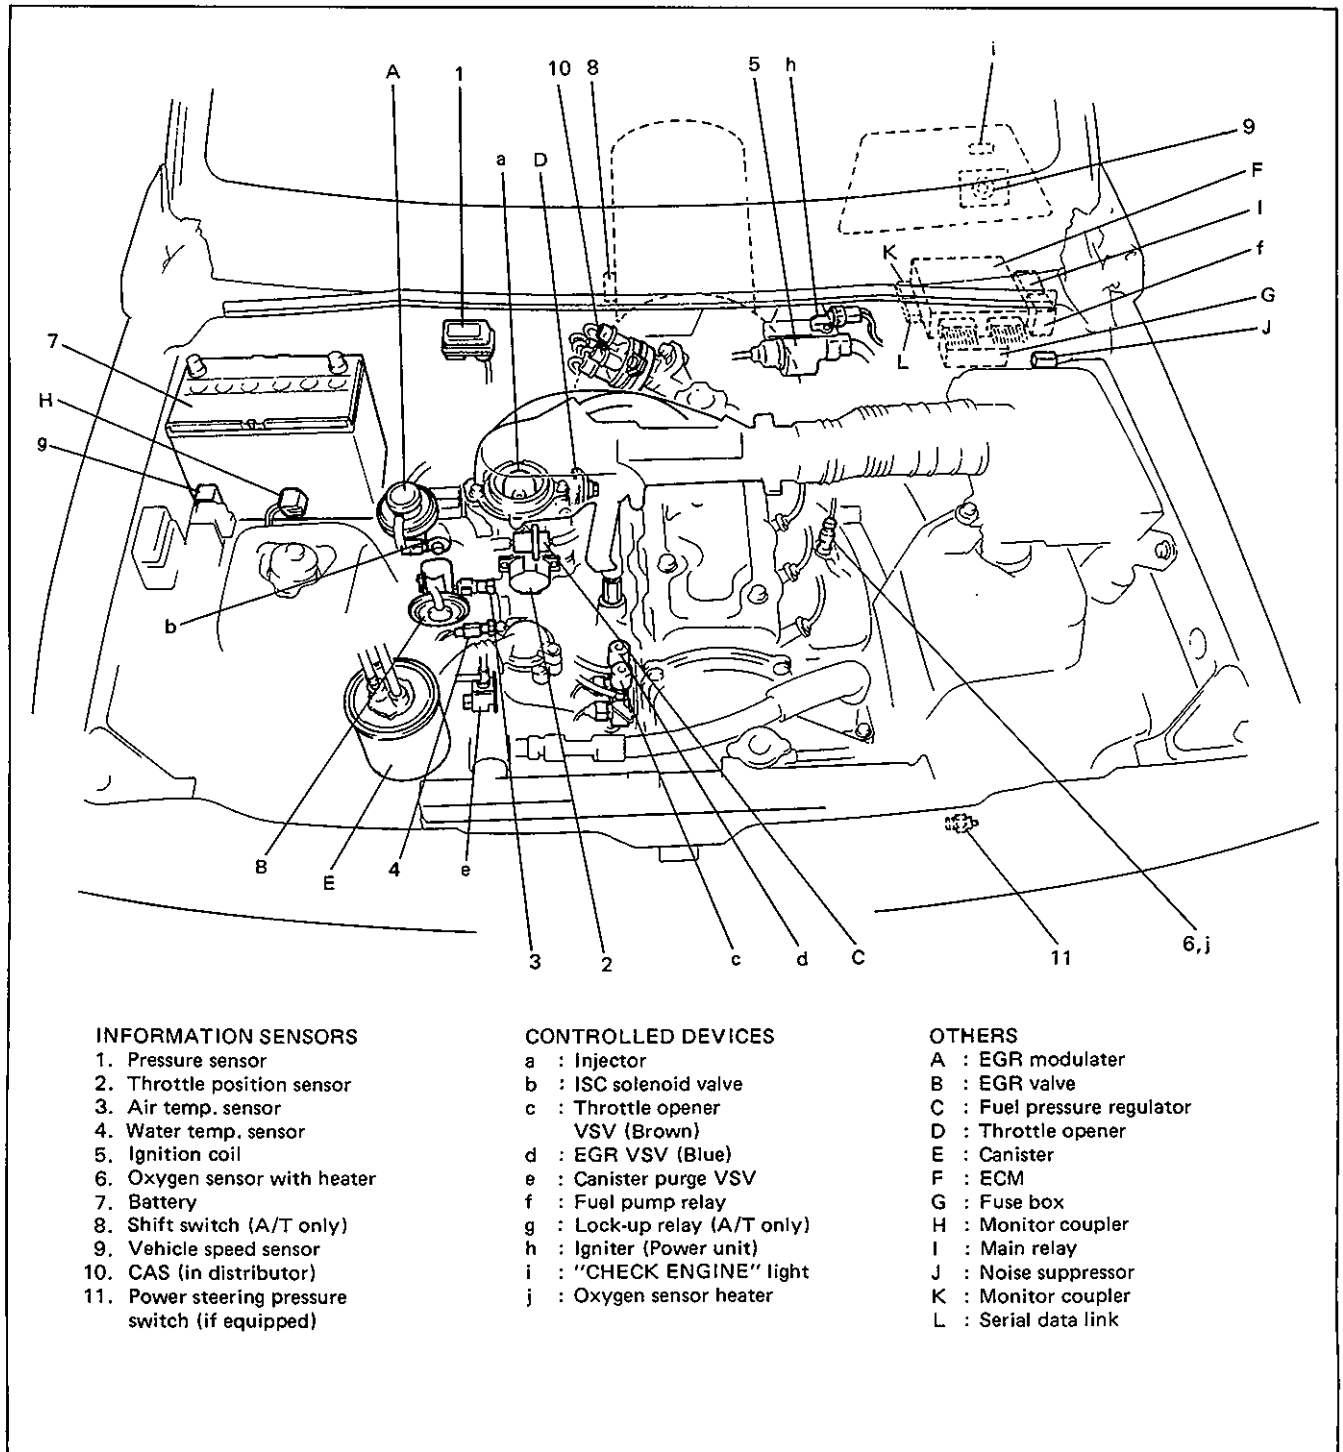 A 1 10 8 5 h i
a D 9
F
K I
f
G
7 L J
H
g
b
B E 4 e
3 2 c d C 11 6,j
INFORMATION SENSORS
1. Pressure sensor
2. Throttle position sensor
3. Air temp. sensor
4. Water temp. sensor
5. Ignition coil
6. Oxygen sensor with heater
7. Battery
8. Shift switch (A/T only)
9. Vehicle speed sensor
10. CAS (in distributor)
11. Power steering pressure
switch (if equipped)
CONTROLLED DEVICES
a : Injector
b : ISC solenoid valve
c : Throttle opener
VSV (Brown)
d : EGR VSV (Blue)
e : Canister purge VSV
f : Fuel pump relay
g : Lock-up relay (A/T only)
h : Igniter (Power unit)
i : "CHECK ENGINE" light
j : Oxygen sensor heater
OTHERS
A : EGR modulater
B : EGR valve
C : Fuel pressure regulator
D : Throttle opener
E : Canister
F : ECM
G : Fuse box
H : Monitor coupler
I : Main relay
J : Noise suppressor
K : Monitor coupler
L : Serial data link